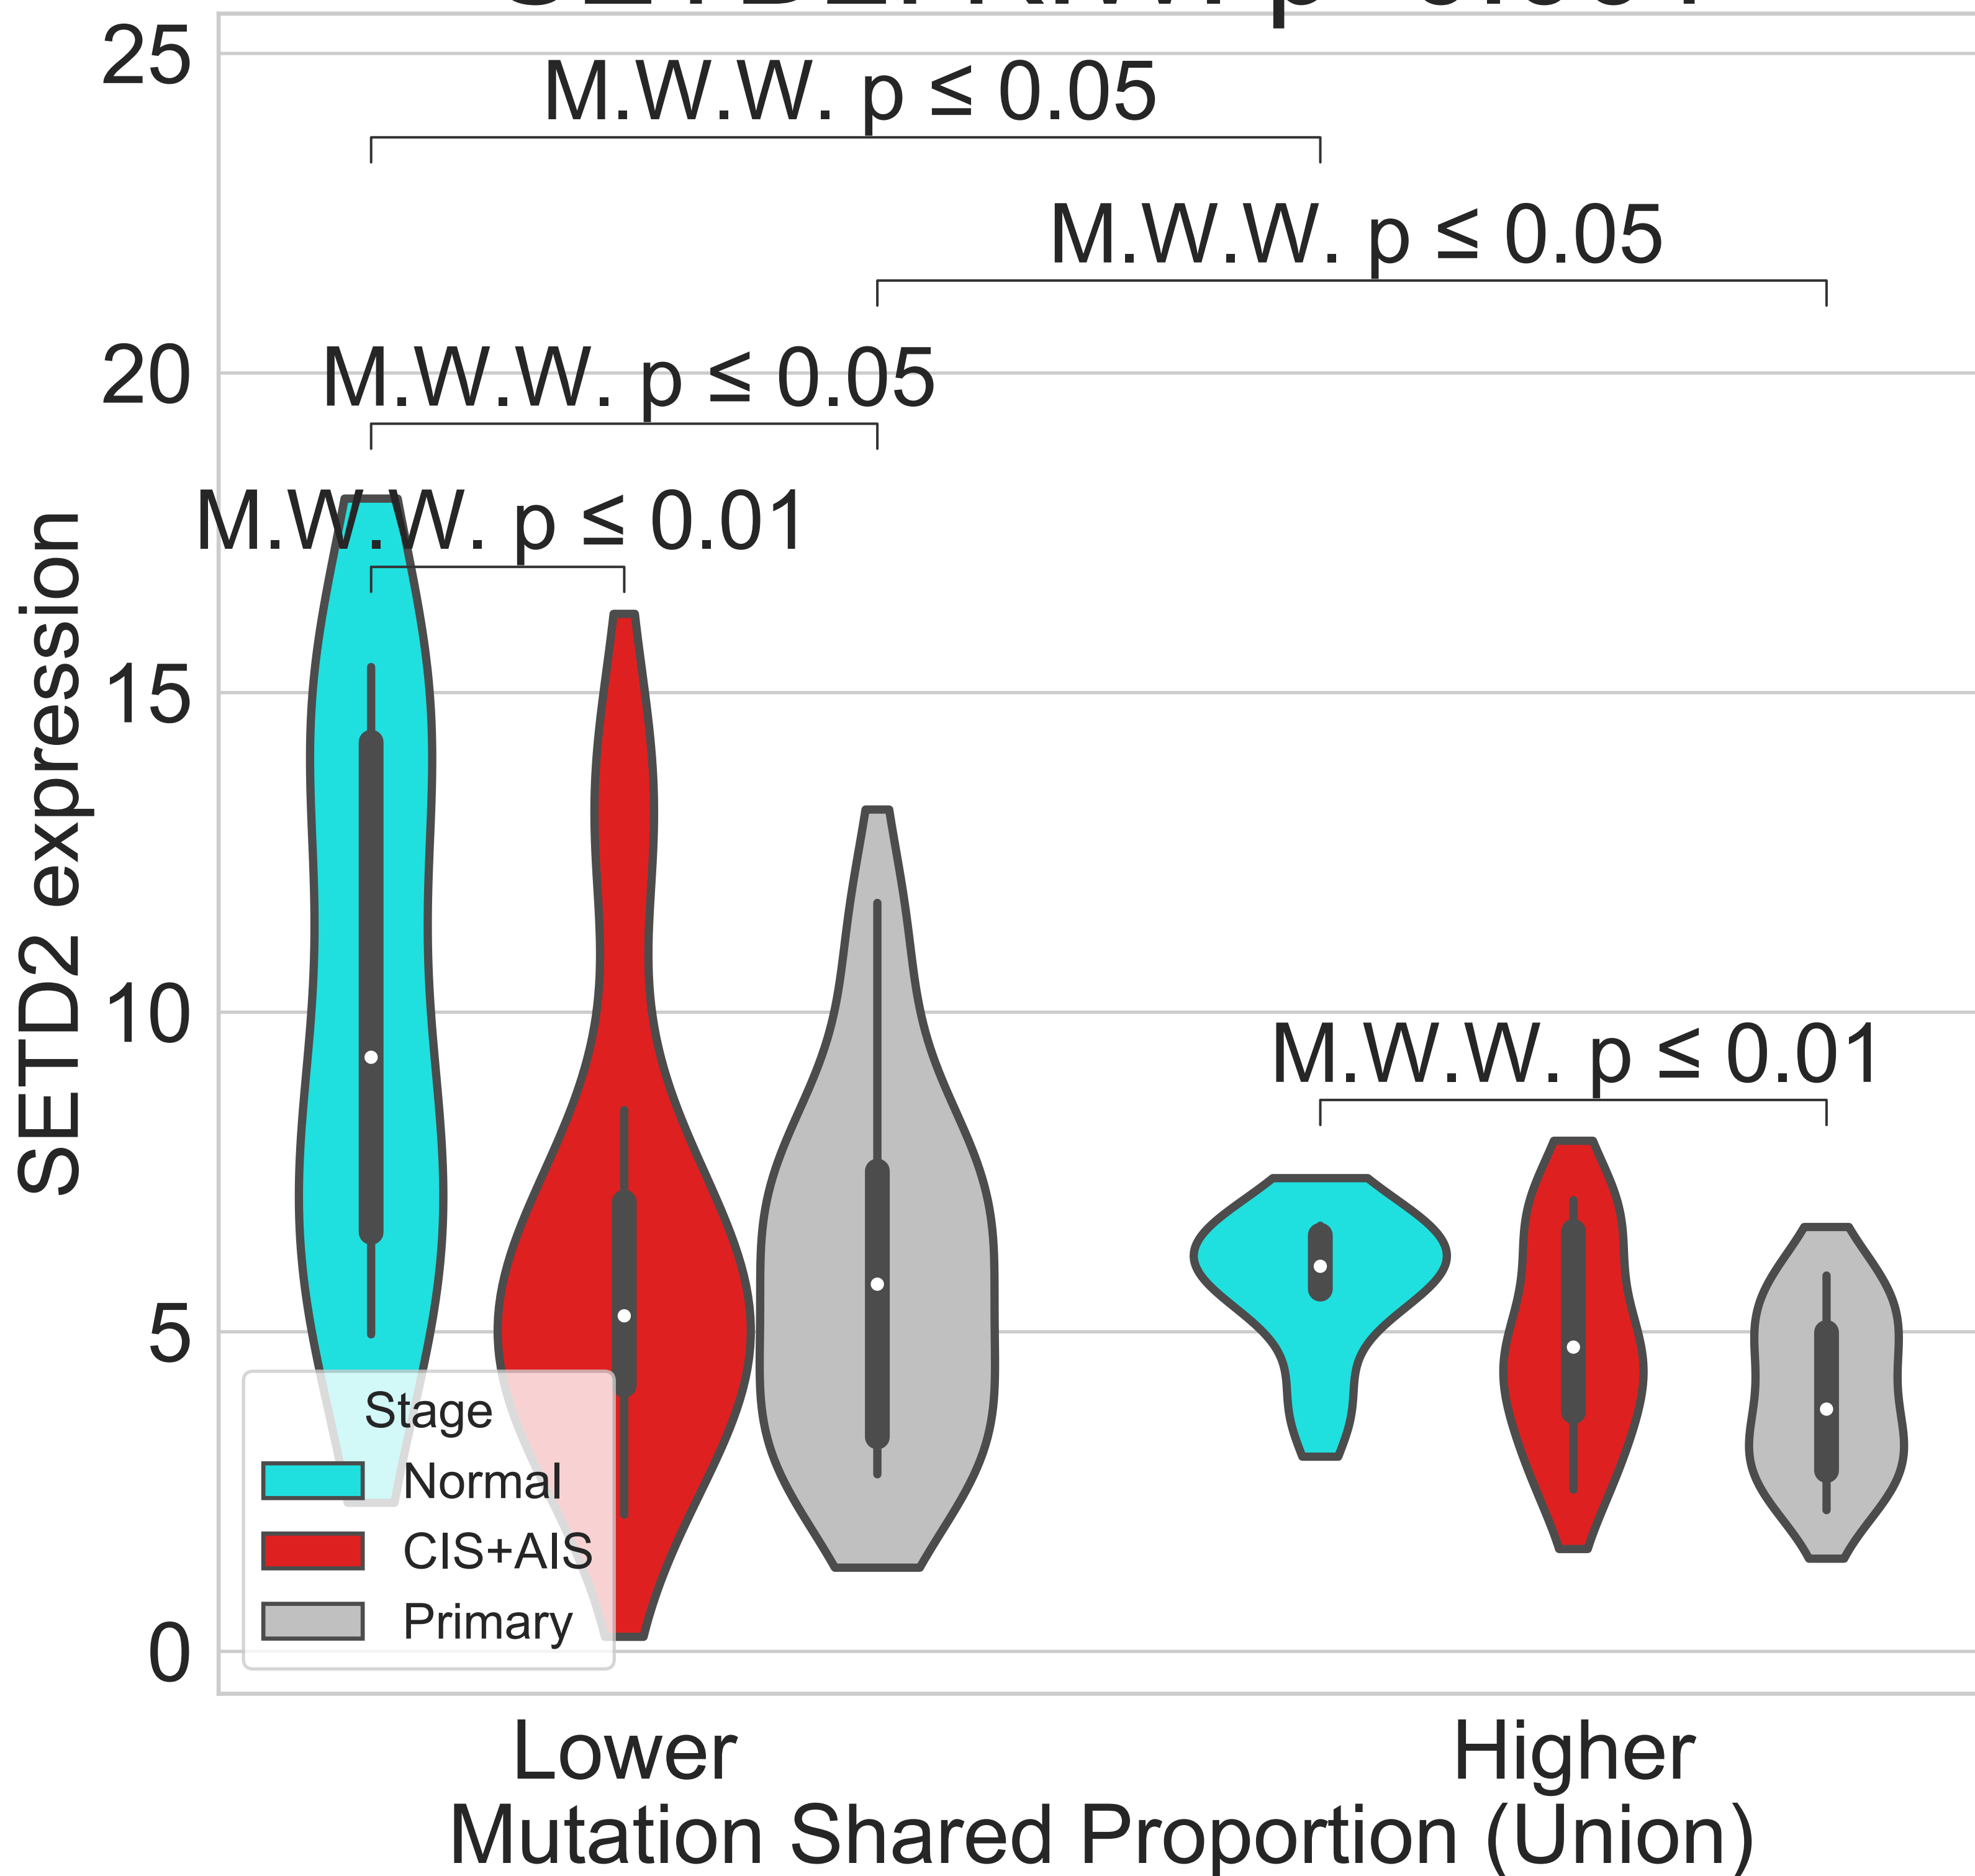 25
M.W.W. p ≤ 0.05
M.W.W. p ≤ 0.05
20
M.W.W. p ≤ 0.05
M.W.W. p ≤ 0.01
15
SETD2 expression
10
M.W.W. p ≤ 0.01
5
Stage
Normal
CIS+AIS
Primary
0
Lower
Higher
Mutation Shared Proportion (Union)